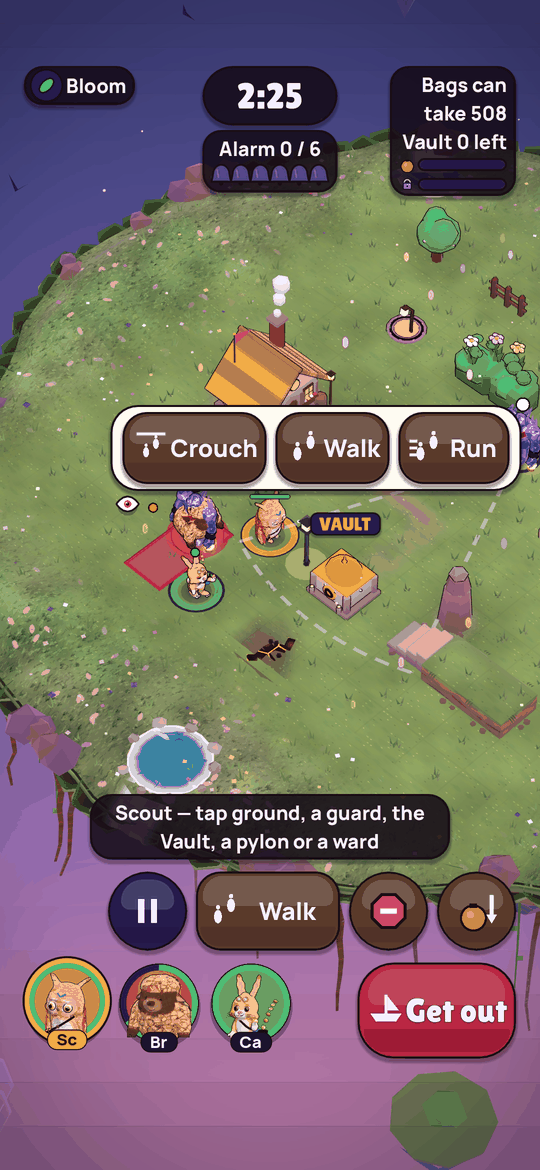 Bloom
2:25
Alarm 0 / 6
Bags can
take 508
Vault 0 left
Crouch
Walk
Run
VAULT
Scout — tap ground, a guard, the
Vault, a pylon or a ward
Walk
Sc
Br
Ca
Get out